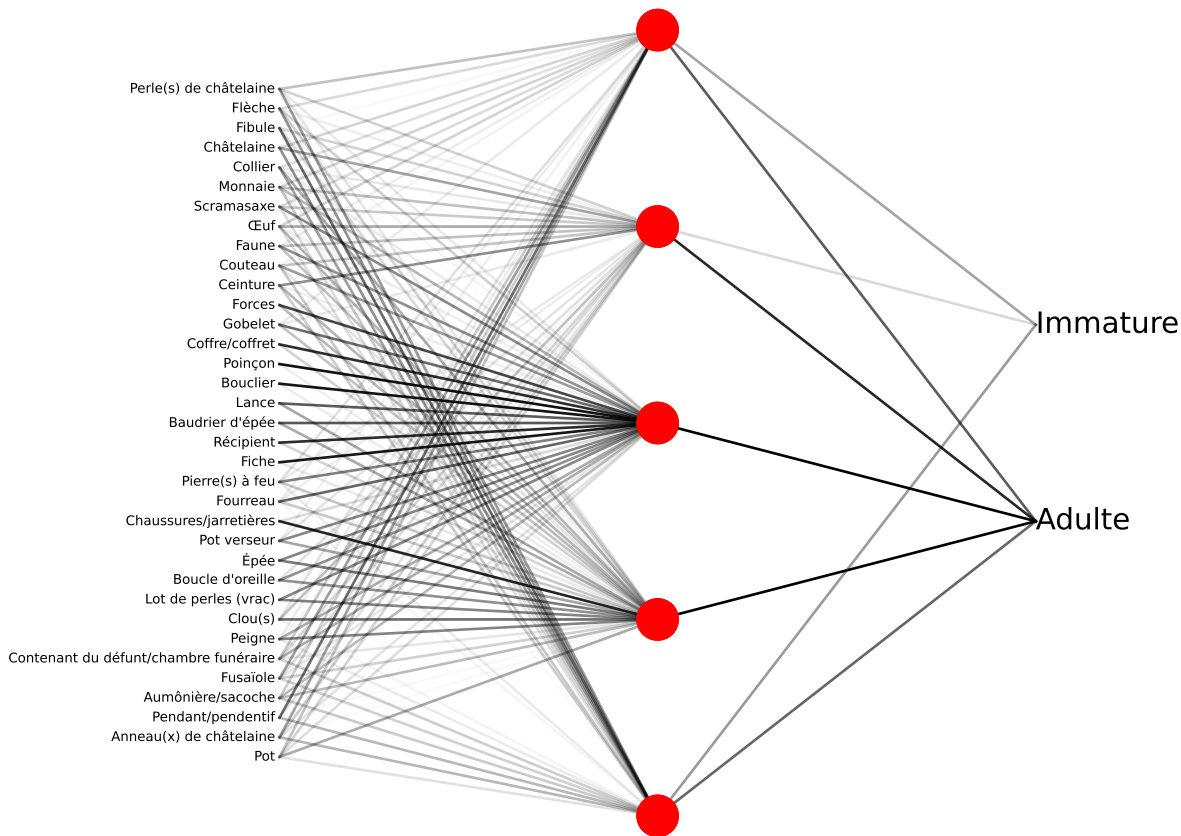 Perle(s) de châtelaine
Flèche
Fibule
Châtelaine
Collier
Monnaie
Scramasaxe
Œuf
Faune
Couteau
Ceinture
Forces
Gobelet
Coffre/coffret
Poinçon
Bouclier
Lance
Baudrier d'épée
Récipient
Fiche
Pierre(s) à feu
Fourreau
Chaussures/jarretières
Pot verseur
Épée
Boucle d'oreille
Lot de perles (vrac)
Clou(s)
Peigne
Contenant du défunt/chambre funéraire
Fusaïole
Aumônière/sacoche
Pendant/pendentif
Anneau(x) de châtelaine
Pot
Immature
Adulte